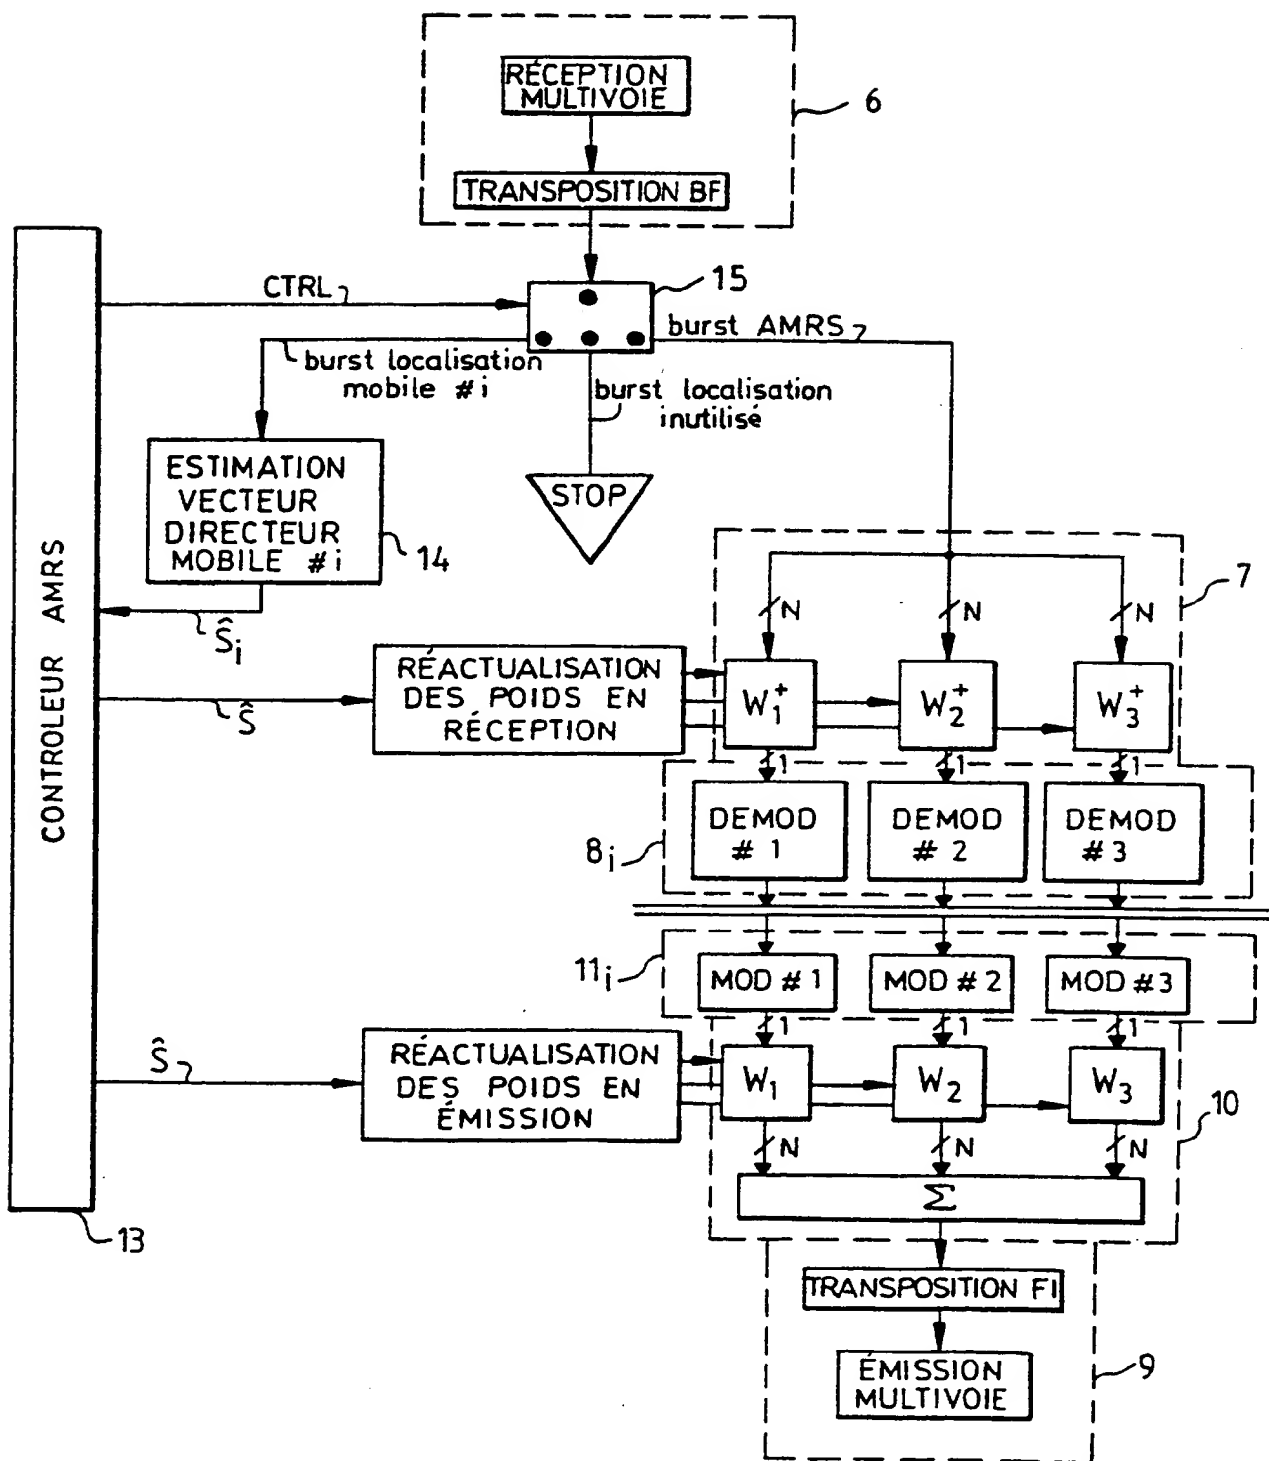 RÉCEPTION
MULTIVOIE
6
TRANSPOSITION BF
15
CTRL
burst AMRS
burst localisation
mobile # i
burst localisation
inutilisé
ESTIMATION
VECTEUR
DIRECTEUR
MOBILE # i
14
STOP
7
N
N
N
Ŝi
CONTROLEUR AMRS
RÉACTUALISATION
DES POIDS EN
RÉCEPTION
Ŝ
W₁⁺
W₂⁺
W₃⁺
1
1
1
DEMOD
# 1
DEMOD
# 2
DEMOD
# 3
8i
11i
MOD # 1
MOD # 2
MOD # 3
1
1
1
Ŝ
RÉACTUALISATION
DES POIDS EN
ÉMISSION
W₁
W₂
W₃
10
N
N
N
Σ
13
TRANSPOSITION FI
ÉMISSION
MULTIVOIE
9